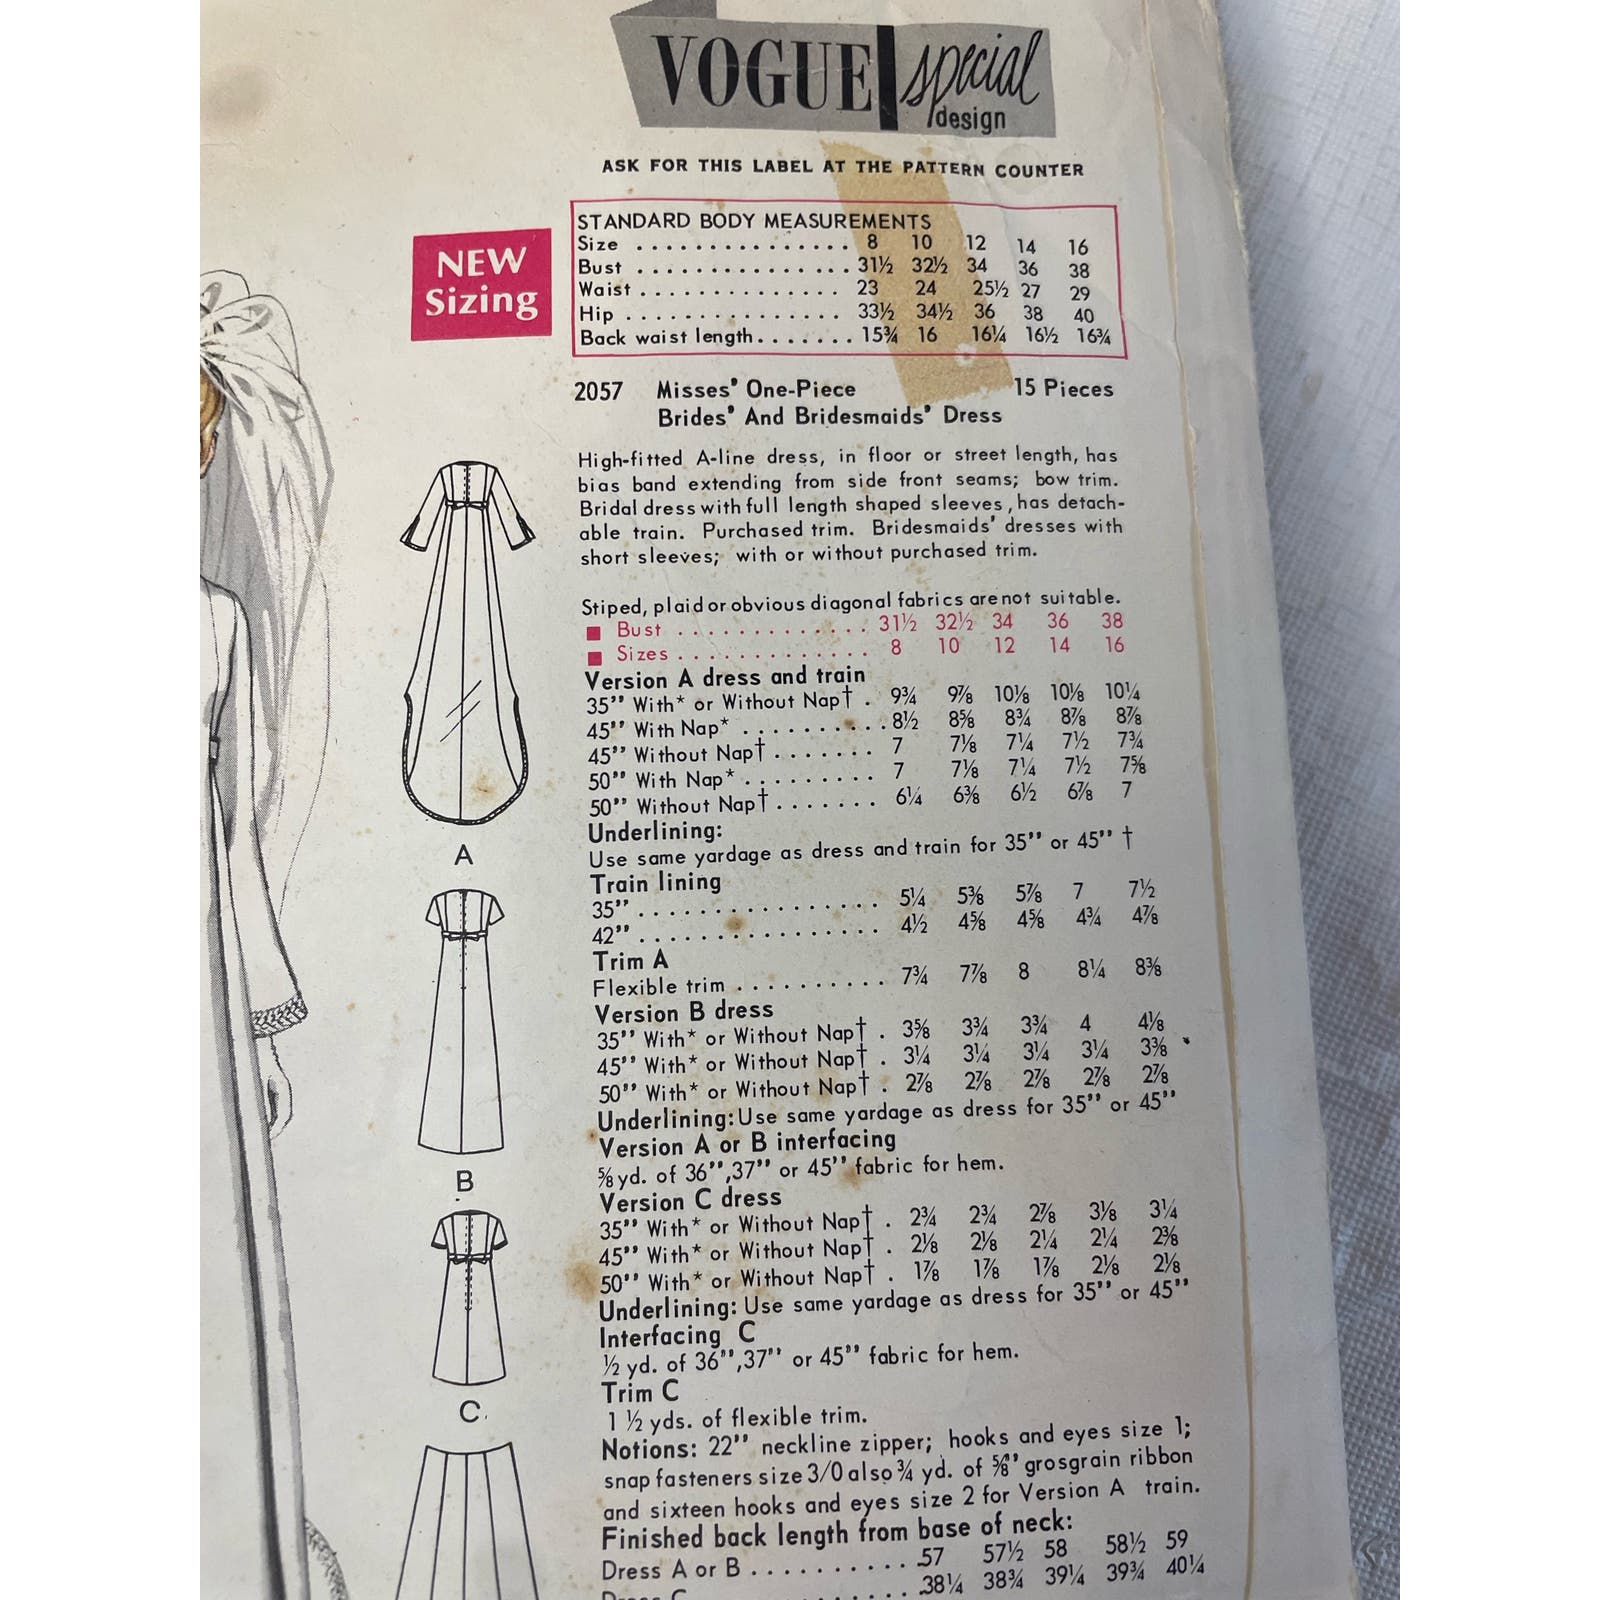 VOGUE special design
ASK FOR THIS LABEL AT THE PATTERN COUNTER
NEW
Sizing
STANDARD BODY MEASUREMENTS
Size . . . . . . . . . . . . . . . 8 10 12 14 16
Bust . . . . . . . . . . . . . . . 31½ 32½ 34 36 38
Waist . . . . . . . . . . . . . . 23 24 25½ 27 29
Hip . . . . . . . . . . . . . . . 33½ 34½ 36 38 40
Back waist length. . . . . . . 15¾ 16 16¼ 16½ 16¾
2057 Misses' One-Piece 15 Pieces
Brides' And Bridesmaids' Dress
High-fitted A-line dress, in floor or street length, has
bias band extending from side front seams; bow trim.
Bridal dress with full length shaped sleeves, has detach-
able train. Purchased trim. Bridesmaids' dresses with
short sleeves; with or without purchased trim.
Stiped, plaid or obvious diagonal fabrics are not suitable.
Bust . . . . . . . . . . . . . 31½ 32½ 34 36 38
Sizes . . . . . . . . . . . . . 8 10 12 14 16
Version A dress and train
35'' With* or Without Nap† . 9¾ 9⅞ 10⅛ 10⅛ 10¼
45'' With Nap* . . . . . . . . . . 8½ 8⅝ 8¾ 8⅞ 8⅞
45'' Without Nap† . . . . . . . 7 7⅛ 7¼ 7½ 7¾
50'' With Nap* . . . . . . . . . 7 7⅛ 7¼ 7½ 7⅝
50'' Without Nap† . . . . . . . 6¼ 6⅜ 6½ 6⅞ 7
Underlining:
Use same yardage as dress and train for 35'' or 45'' †
Train lining
35'' . . . . . . . . . . . . . . . . 5¼ 5⅜ 5⅞ 7 7½
42'' . . . . . . . . . . . . . . . . 4½ 4⅝ 4⅝ 4¾ 4⅞
Trim A
Flexible trim . . . . . . . . . . 7¾ 7⅞ 8 8¼ 8⅜
Version B dress
35'' With* or Without Nap† . 3⅝ 3¾ 3¾ 4 4⅛
45'' With* or Without Nap† . 3¼ 3¼ 3¼ 3¼ 3⅜
50'' With* or Without Nap† . 2⅞ 2⅞ 2⅞ 2⅞ 2⅞
Underlining: Use same yardage as dress for 35'' or 45''
Version A or B interfacing
⅝ yd. of 36'',37'' or 45'' fabric for hem.
Version C dress
35'' With* or Without Nap† . 2¾ 2¾ 2⅞ 3⅛ 3¼
45'' With* or Without Nap† . 2⅛ 2⅛ 2¼ 2¼ 2⅜
50'' With* or Without Nap† . 1⅞ 1⅞ 1⅞ 2⅛ 2⅛
Underlining: Use same yardage as dress for 35'' or 45''
Interfacing C
½ yd. of 36'',37'' or 45'' fabric for hem.
Trim C
1 ½ yds. of flexible trim.
Notions: 22'' neckline zipper; hooks and eyes size 1;
snap fasteners size 3/0 also ¾ yd. of ⅝'' grosgrain ribbon
and sixteen hooks and eyes size 2 for Version A train.
Finished back length from base of neck:
Dress A or B . . . . . . . . . . .57 57½ 58 58½ 59
Dress C . . . . . . . . . . .38¼ 38¾ 39¼ 39¾ 40¼
A
B
C.